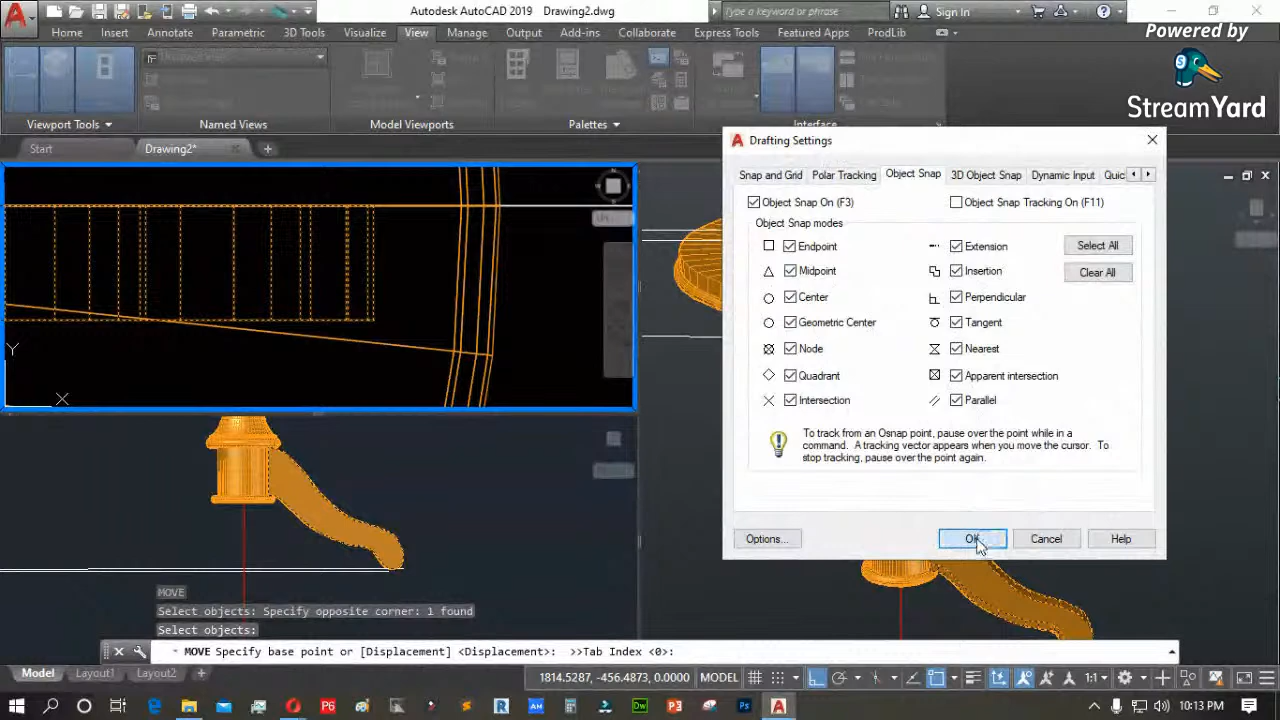 Autodesk AutoCAD 2019 Drawing2.dwg
Type a keyword or phrase
Sign In
Home Insert Annotate Parametric 3D Tools Visualize View Manage Output Add-ins Collaborate Express Tools Featured Apps ProdLib
Powered by
StreamYard
Viewport Tools Named Views Model Viewports Palettes Interface
Start Drawing2*
Drafting Settings
Snap and Grid Polar Tracking Object Snap 3D Object Snap Dynamic Input Quic
Object Snap On (F3) Object Snap Tracking On (F11)
Object Snap modes
Endpoint Extension Select All
Midpoint Insertion Clear All
Center Perpendicular
Geometric Center Tangent
Node Nearest
Quadrant Apparent intersection
Intersection Parallel
To track from an Osnap point, pause over the point while in a
command. A tracking vector appears when you move the cursor. To
stop tracking, pause over the point again.
Options... OK Cancel Help
Y
X
MOVE
Select objects: Specify opposite corner: 1 found
Select objects:
MOVE Specify base point or [Displacement] <Displacement>: >>Tab Index <0>:
Model Layout1 Layout2
1814.5287, -456.4873, 0.0000 MODEL 1:1
10:13 PM